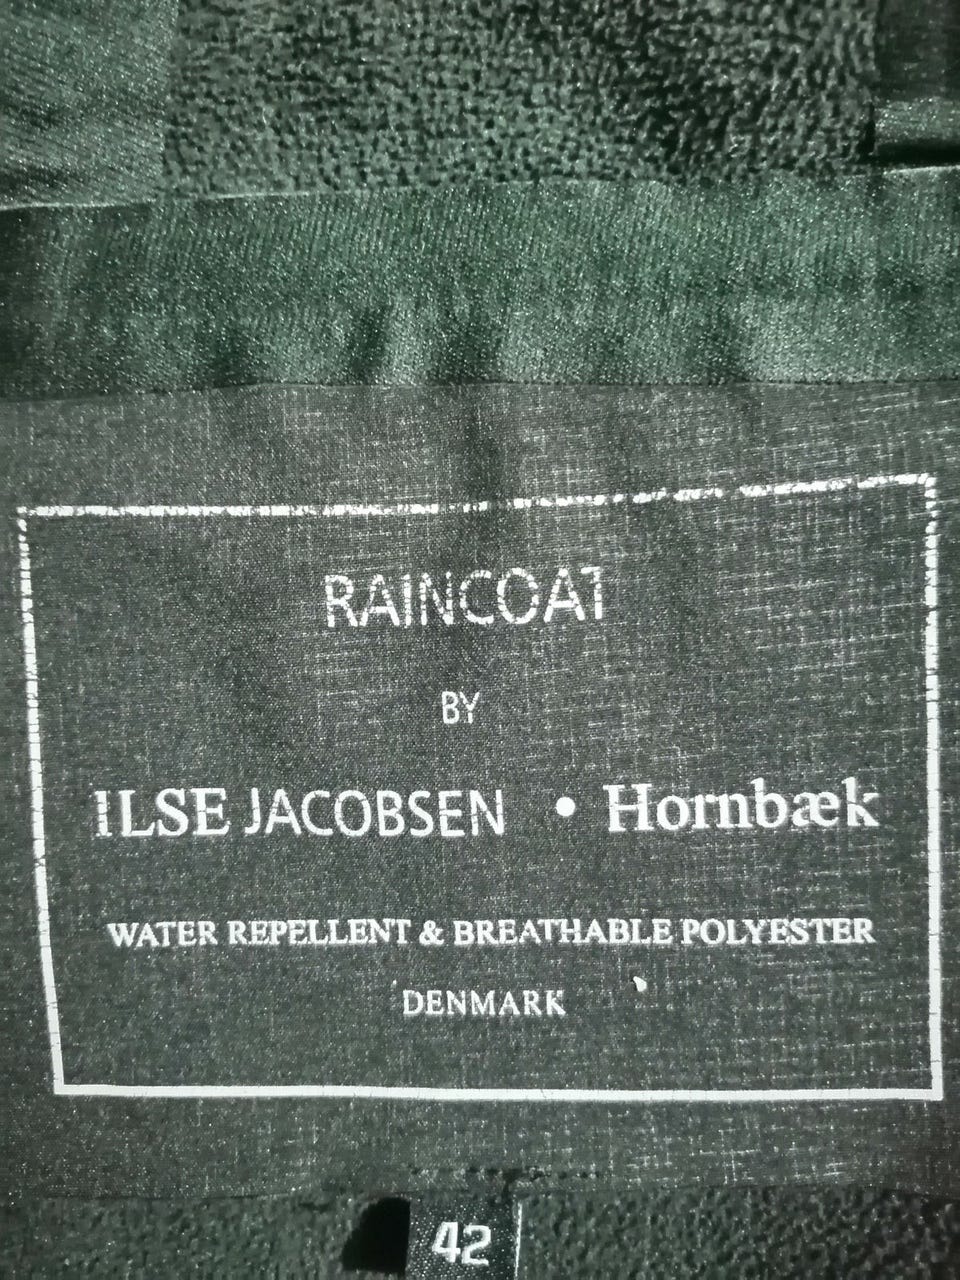 RAINCOAT
BY
ILSE JACOBSEN • Hornbæk
WATER REPELLENT & BREATHABLE POLYESTER
DENMARK
42